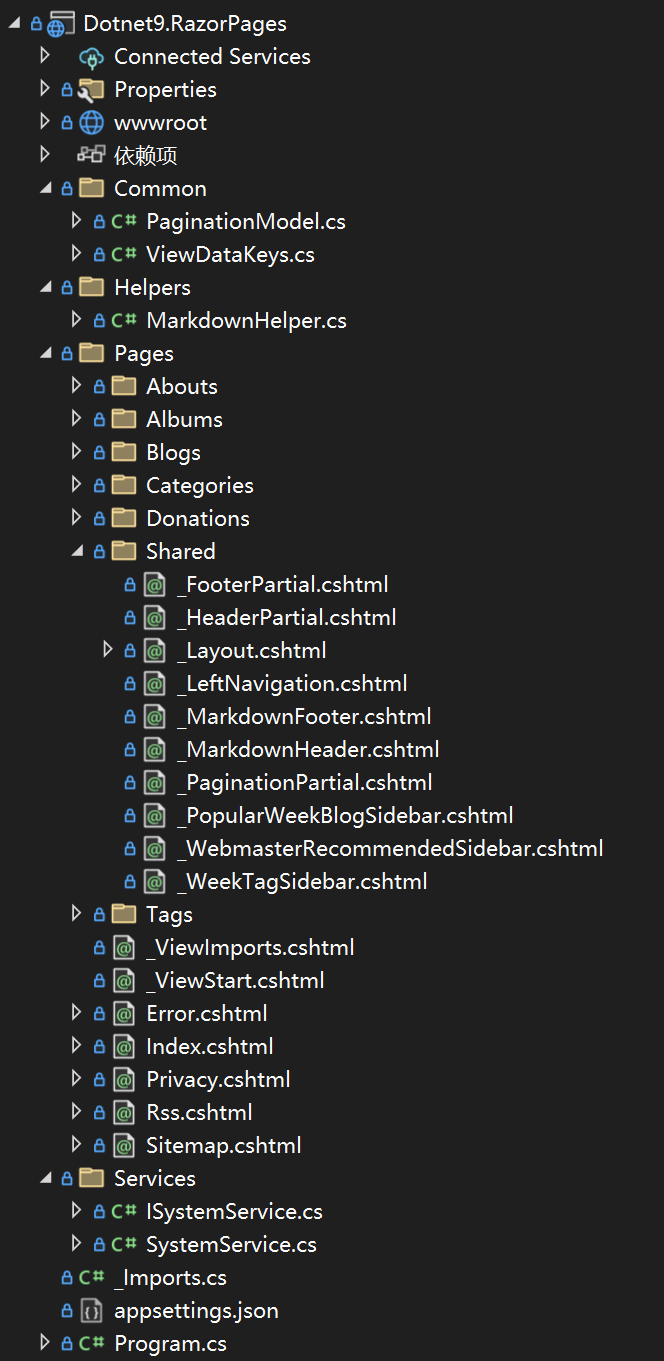 Dotnet9.RazorPages
Connected Services
Properties
wwwroot
依赖项
Common
C# PaginationModel.cs
C# ViewDataKeys.cs
Helpers
C# MarkdownHelper.cs
Pages
Abouts
Albums
Blogs
Categories
Donations
Shared
_FooterPartial.cshtml
_HeaderPartial.cshtml
_Layout.cshtml
_LeftNavigation.cshtml
_MarkdownFooter.cshtml
_MarkdownHeader.cshtml
_PaginationPartial.cshtml
_PopularWeekBlogSidebar.cshtml
_WebmasterRecommendedSidebar.cshtml
_WeekTagSidebar.cshtml
Tags
_ViewImports.cshtml
_ViewStart.cshtml
Error.cshtml
Index.cshtml
Privacy.cshtml
Rss.cshtml
Sitemap.cshtml
Services
C# ISystemService.cs
C# SystemService.cs
C# _Imports.cs
appsettings.json
C# Program.cs